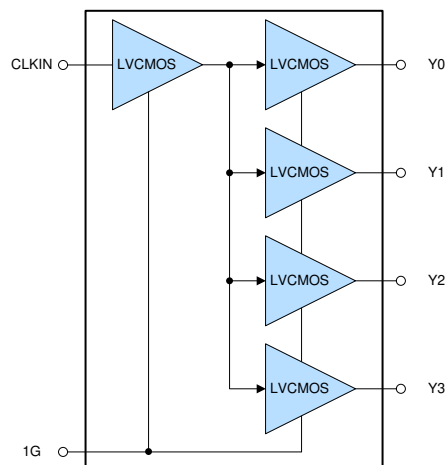 CLKIN
LVCMOS
LVCMOS
Y0
LVCMOS
Y1
LVCMOS
Y2
LVCMOS
Y3
1G